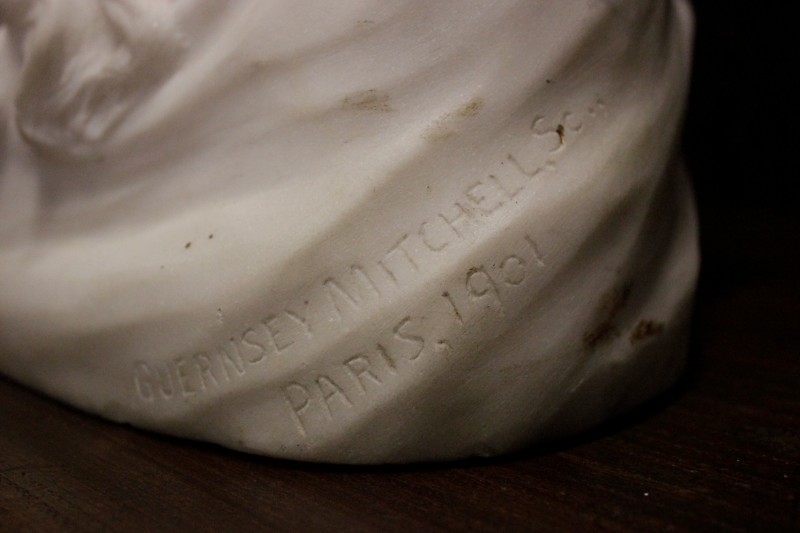 GUERNSEY MITCHELL, Sc.
PARIS, 1901